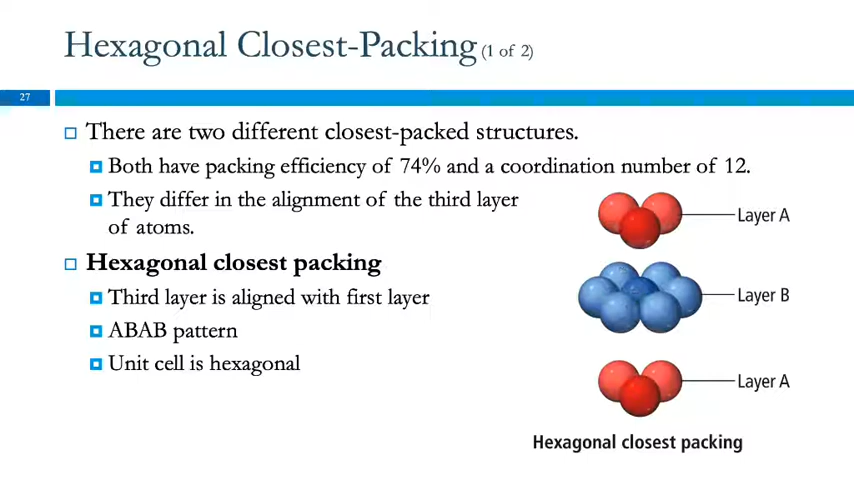 Hexagonal Closest-Packing (1 of 2)
27
There are two different closest-packed structures.
Both have packing efficiency of 74% and a coordination number of 12.
They differ in the alignment of the third layer
of atoms.
Hexagonal closest packing
Third layer is aligned with first layer
ABAB pattern
Unit cell is hexagonal
Layer A
Layer B
Layer A
Hexagonal closest packing